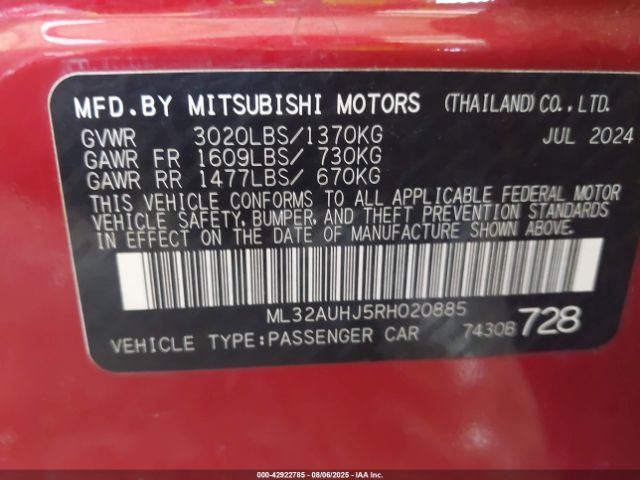 MFD.BY MITSUBISHI MOTORS (THAILAND)CO.,LTD.
GVWR 3020LBS/1370KG JUL 2024
GAWR FR 1609LBS/ 730KG
GAWR RR 1477LBS/ 670KG
THIS VEHICLE CONFORMS TO ALL APPLICABLE FEDERAL MOTOR
VEHICLE SAFETY, BUMPER, AND THEFT PREVENTION STANDARDS
IN EFFECT ON THE DATE OF MANUFACTURE SHOWN ABOVE.
ML32AUHJ5RH020885
VEHICLE TYPE:PASSENGER CAR 7430B 728
000-42922785 - 08/06/2025 - IAAI.COM